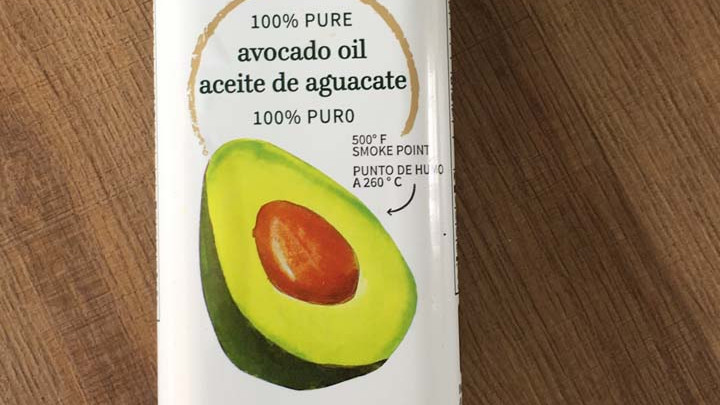 100% PURE
avocado oil
aceite de aguacate
100% PURO
500° F
SMOKE POINT
PUNTO DE HUMO
A 260°C